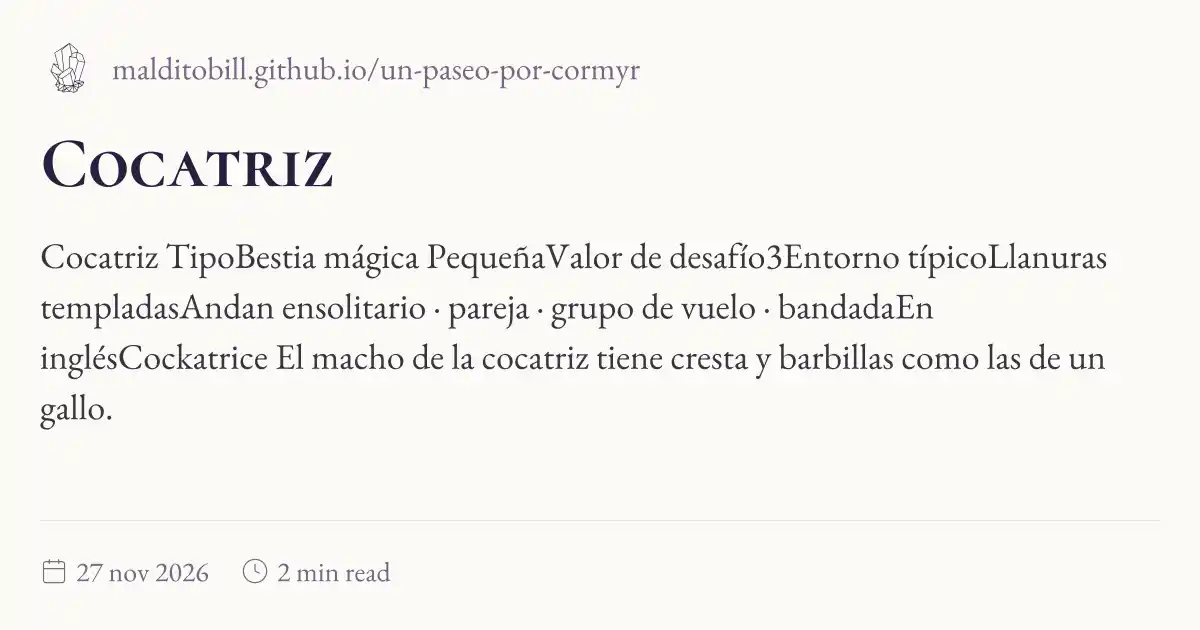 malditobill.github.io/un-paseo-por-cormyr
Cocatriz
Cocatriz TipoBestia mágica PequeñaValor de desafío3Entorno típicoLlanuras
templadasAndan ensolitario · pareja · grupo de vuelo · bandadaEn
inglésCockatrice El macho de la cocatriz tiene cresta y barbillas como las de un
gallo.
27 nov 2026
2 min read